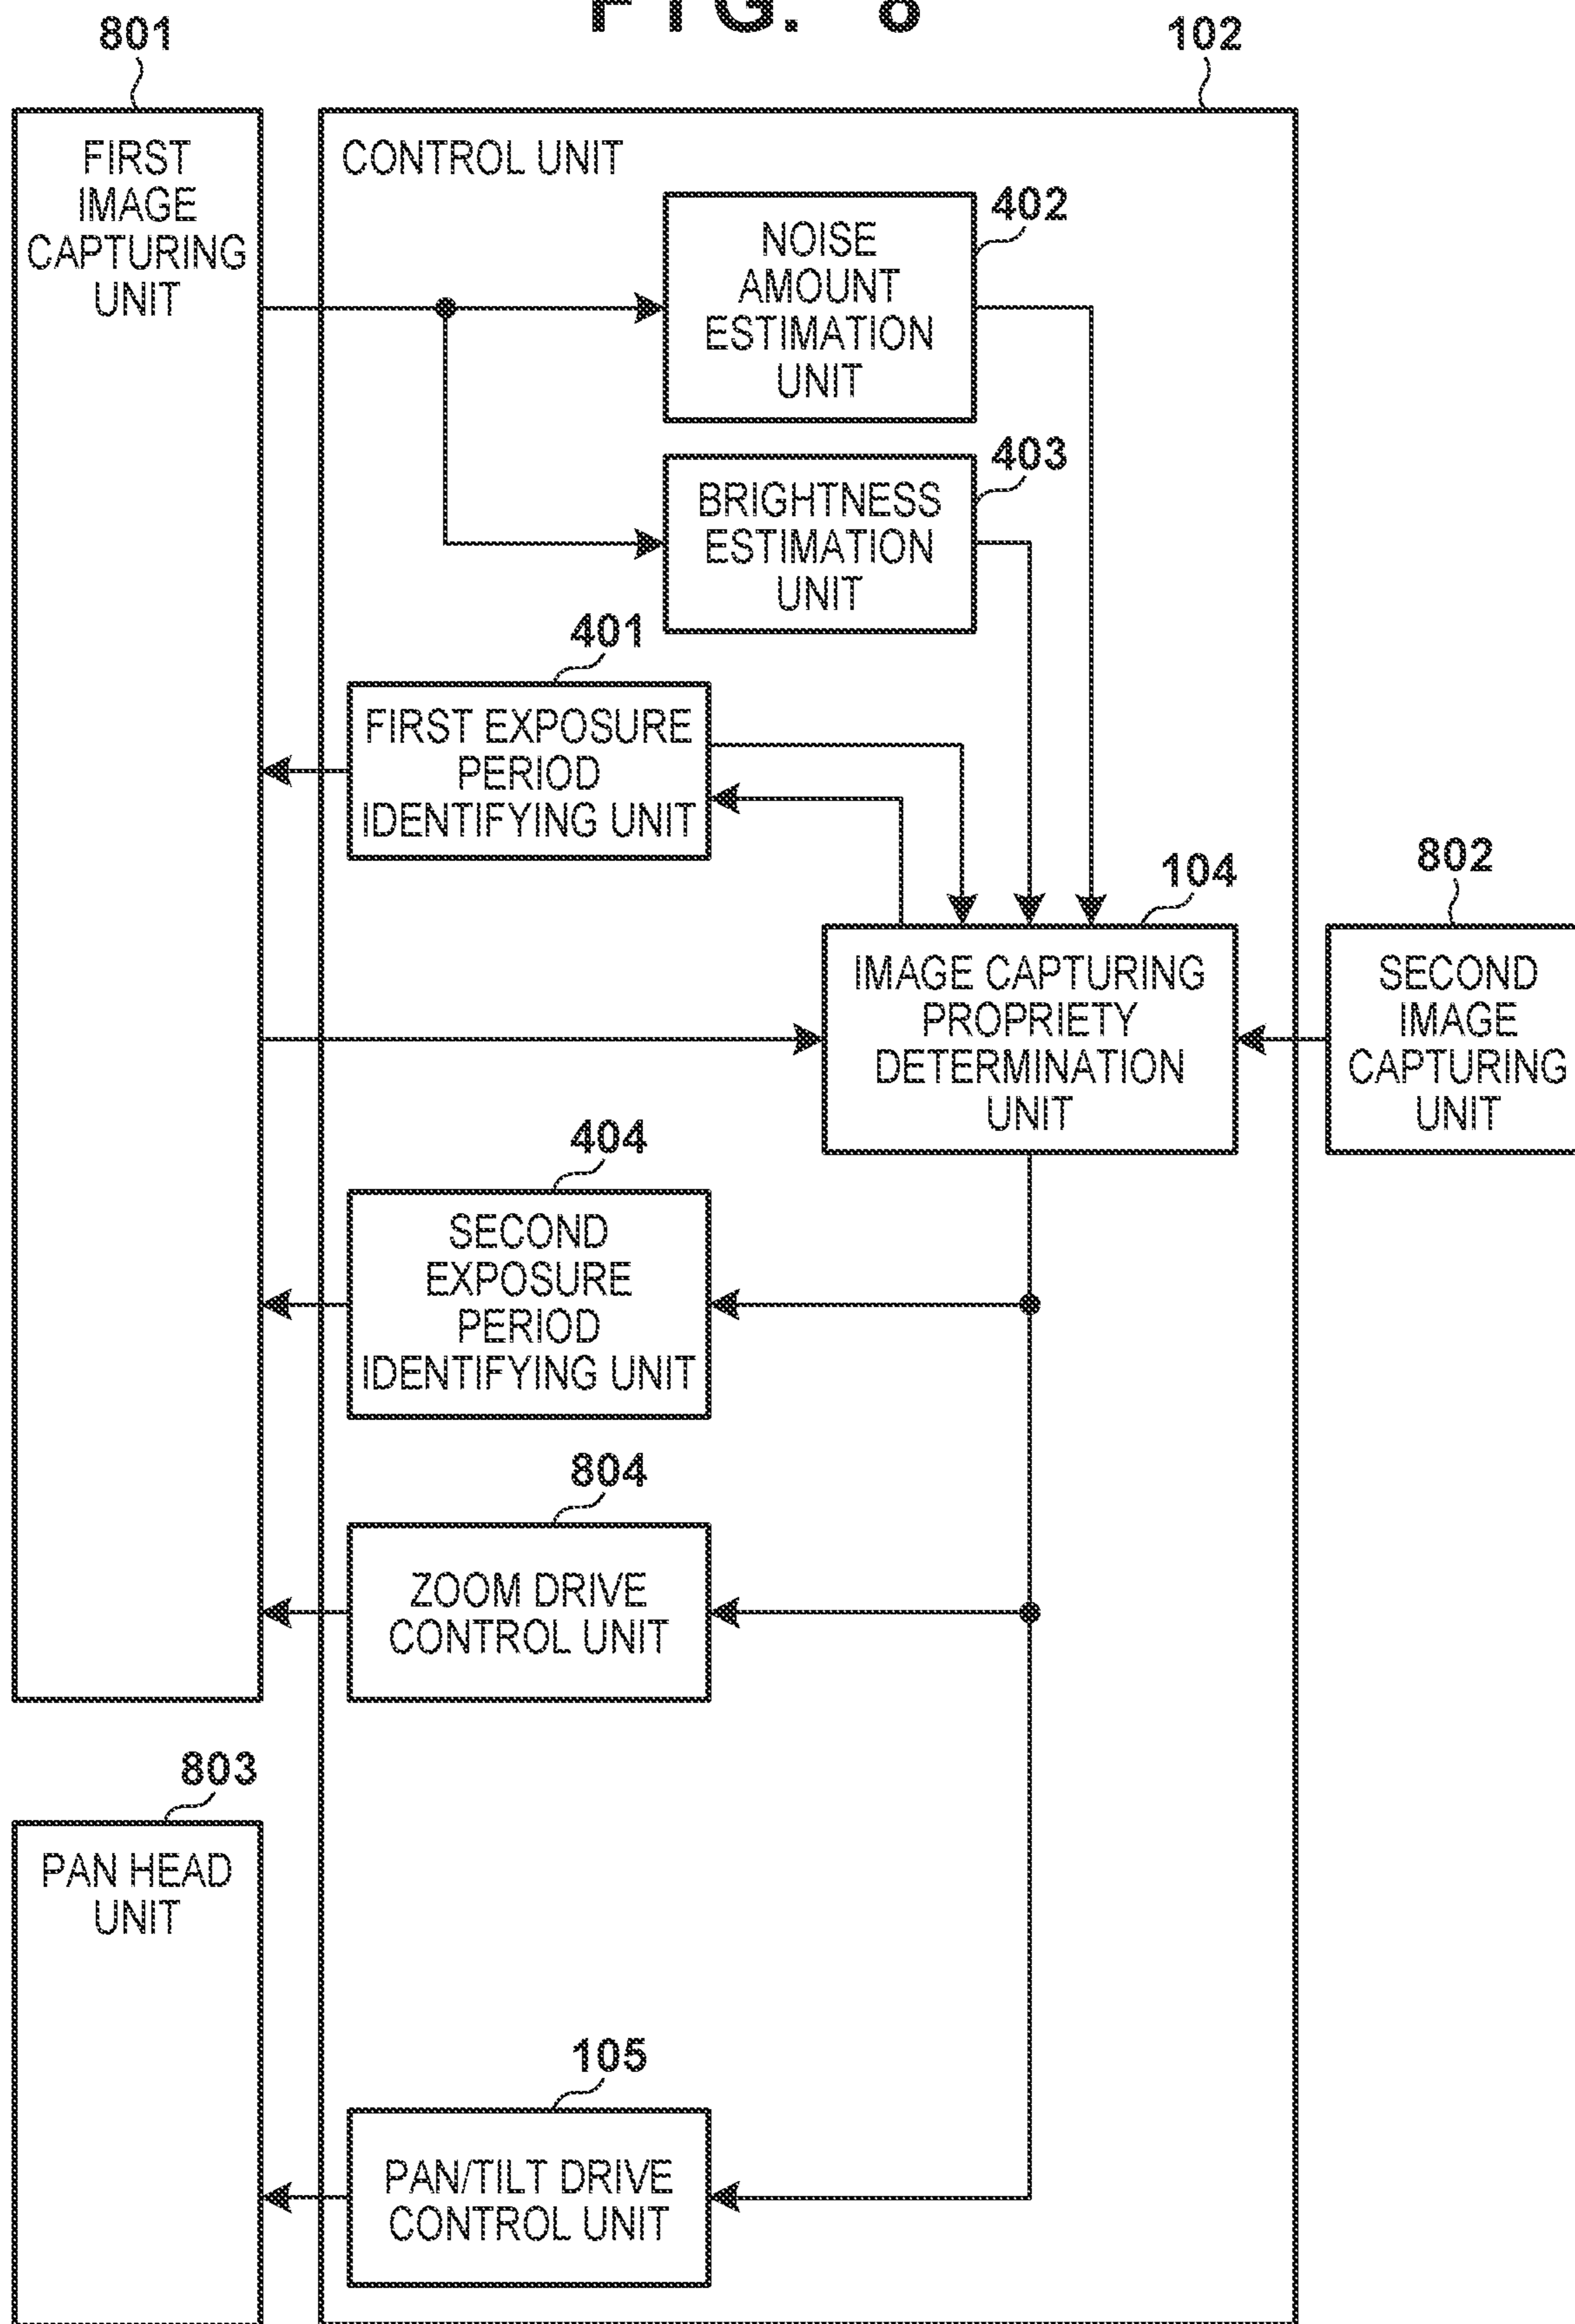 FIG. 8
801
102
FIRST
IMAGE
CAPTURING
UNIT
CONTROL UNIT
402
NOISE
AMOUNT
ESTIMATION
UNIT
403
BRIGHTNESS
ESTIMATION
UNIT
401
FIRST EXPOSURE
PERIOD
IDENTIFYING UNIT
104
IMAGE CAPTURING
PROPRIETY
DETERMINATION
UNIT
802
SECOND
IMAGE
CAPTURING
UNIT
404
SECOND
EXPOSURE
PERIOD
IDENTIFYING UNIT
804
ZOOM DRIVE
CONTROL UNIT
803
PAN HEAD
UNIT
105
PAN/TILT DRIVE
CONTROL UNIT